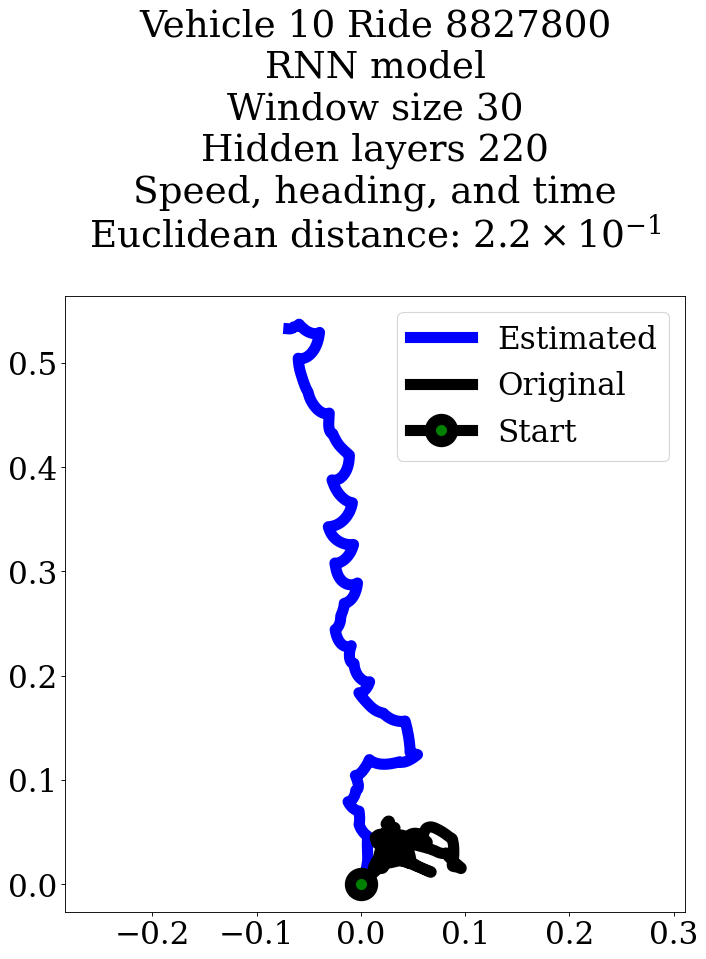 Vehicle 10 Ride 8827800
RNN model
Window size 30
Hidden layers 220
Speed, heading, and time
Euclidean distance: 2.2 × 10⁻¹
Estimated
Original
Start
0.5
0.4
0.3
0.2
0.1
0.0
−0.2 −0.1 0.0 0.1 0.2 0.3